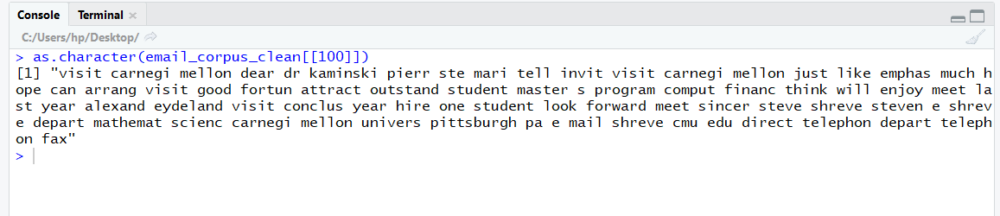 Console Terminal ×
C:/Users/hp/Desktop/
> as.character(email_corpus_clean[[100]])
[1] "visit carnegi mellon dear dr kaminski pierr ste mari tell invit visit carnegi mellon just like emphas much h
ope can arrang visit good fortun attract outstand student master s program comput financ think will enjoy meet la
st year alexand eydeland visit conclus year hire one student look forward meet sincer steve shreve steven e shrev
e depart mathemat scienc carnegi mellon univers pittsburgh pa e mail shreve cmu edu direct telephon depart teleph
on fax"
>